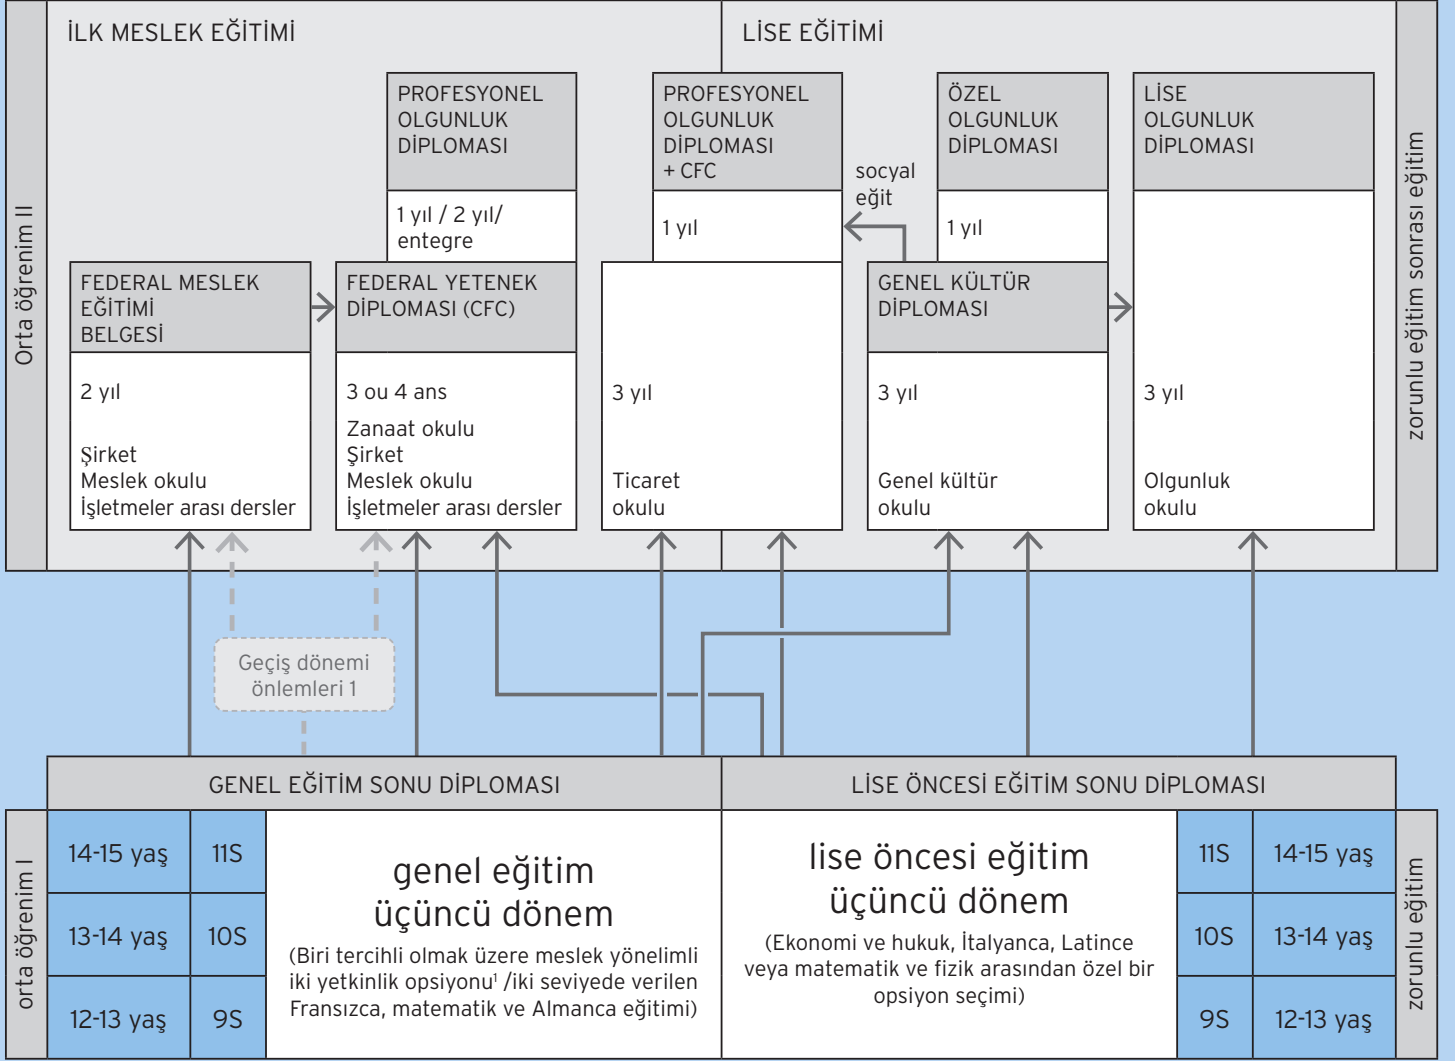 İLK MESLEK EĞİTİMİ
LİSE EĞİTİMİ
Orta öğrenim II
zorunlu eğitim sonrası eğitim
PROFESYONEL
OLGUNLUK
DİPLOMASI
1 yıl / 2 yıl/
entegre
PROFESYONEL
OLGUNLUK
DİPLOMASI
+ CFC
1 yıl
socyal
eğit
ÖZEL
OLGUNLUK
DİPLOMASI
1 yıl
LİSE
OLGUNLUK
DİPLOMASI
FEDERAL MESLEK
EĞİTİMİ
BELGESİ
2 yıl
Şirket
Meslek okulu
İşletmeler arası dersler
FEDERAL YETENEK
DİPLOMASI (CFC)
3 ou 4 ans
Zanaat okulu
Şirket
Meslek okulu
İşletmeler arası dersler
3 yıl
Ticaret
okulu
GENEL KÜLTÜR
DİPLOMASI
3 yıl
Genel kültür
okulu
3 yıl
Olgunluk
okulu
Geçiş dönemi
önlemleri 1
GENEL EĞİTİM SONU DİPLOMASI
LİSE ÖNCESİ EĞİTİM SONU DİPLOMASI
orta öğrenim I
14-15 yaş 11S
13-14 yaş 10S
12-13 yaş 9S
genel eğitim
üçüncü dönem
(Biri tercihli olmak üzere meslek yönelimli
iki yetkinlik opsiyonu¹ /iki seviyede verilen
Fransızca, matematik ve Almanca eğitimi)
lise öncesi eğitim
üçüncü dönem
(Ekonomi ve hukuk, İtalyanca, Latince
veya matematik ve fizik arasından özel bir
opsiyon seçimi)
11S 14-15 yaş
10S 13-14 yaş
9S 12-13 yaş
zorunlu eğitim